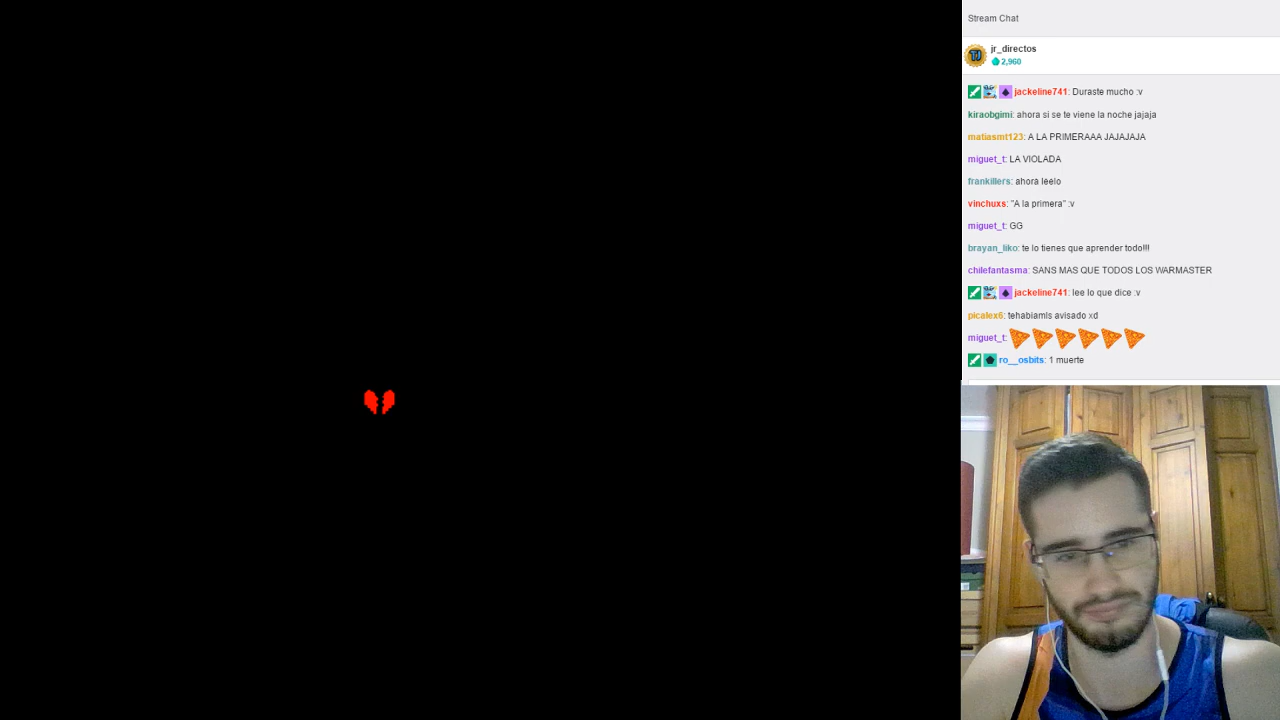 Stream Chat
TJ
jr_directos
2,960
jackeline741: Duraste mucho :v
kiraobgimi: ahora si se te viene la noche jajaja
matiasmt123: A LA PRIMERAAA JAJAJAJA
miguet_t: LA VIOLADA
frankillers: ahora léelo
vinchuxs: "A la primera" :v
miguet_t: GG
brayan_liko: te lo tienes que aprender todo!!!
chilefantasma: SANS MAS QUE TODOS LOS WARMASTER
jackeline741: lee lo que dice :v
picalex6: tehabiamls avisado xd
miguet_t:
ro__osbits: 1 muerte